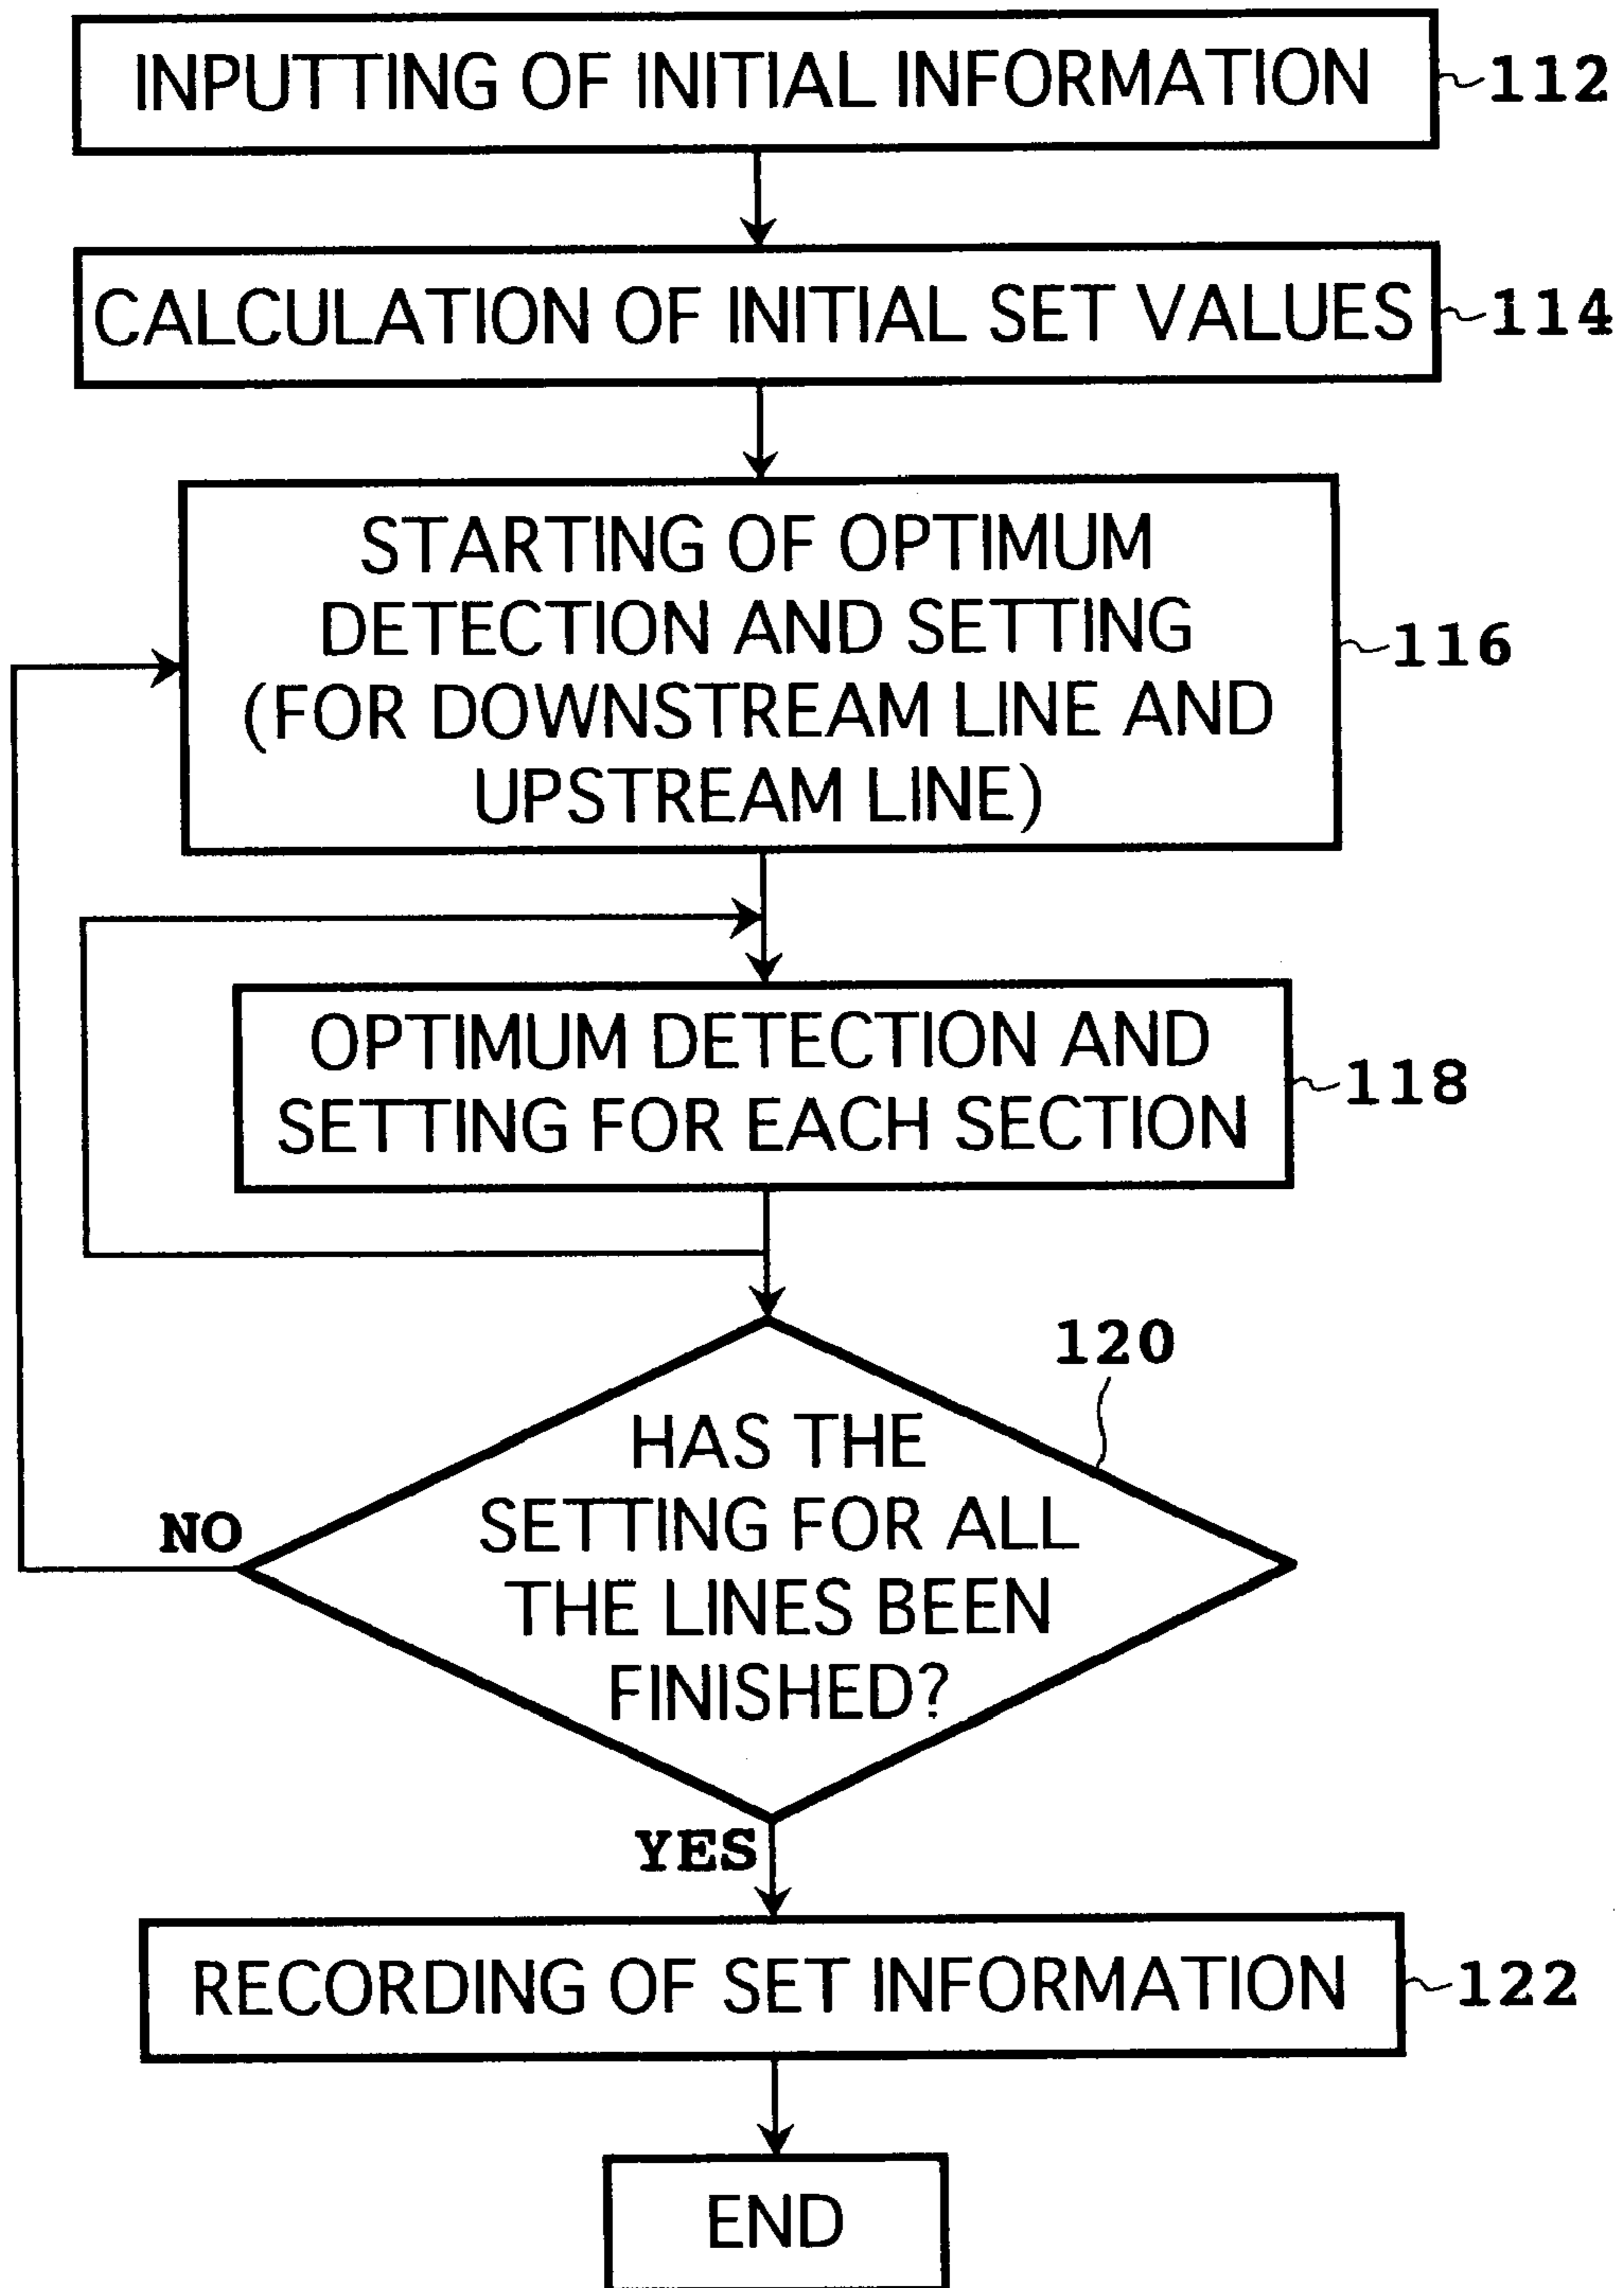 INPUTTING OF INITIAL INFORMATION
112
CALCULATION OF INITIAL SET VALUES
114
STARTING OF OPTIMUM
DETECTION AND SETTING
(FOR DOWNSTREAM LINE AND
UPSTREAM LINE)
116
OPTIMUM DETECTION AND
SETTING FOR EACH SECTION
118
120
HAS THE
SETTING FOR ALL
THE LINES BEEN
FINISHED?
NO
YES
RECORDING OF SET INFORMATION
122
END